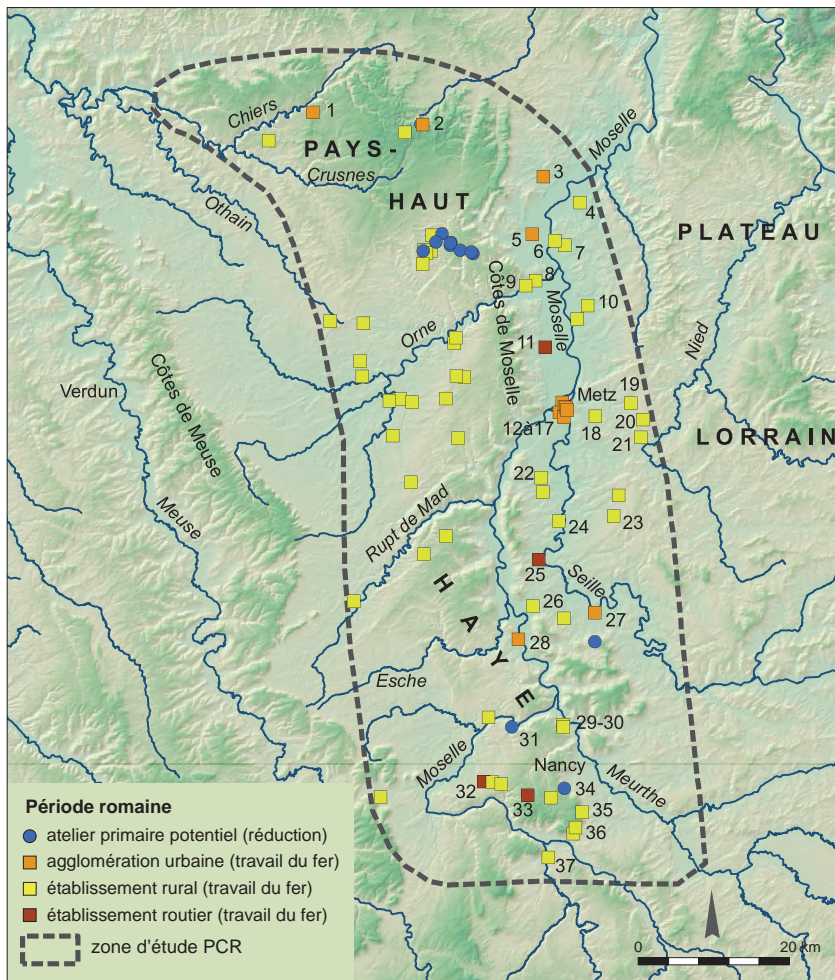 1
Chiers
2
PAYS-
Crusnes
Moselle
3
HAUT
4
Othain
PLATEAU
5
6
7
8
9
Côtes de Moselle
Moselle
10
Orne
11
Nied
Côtes de Meuse
Verdun
Metz
19
12à17
18
20
21
LORRAIN
22
Meuse
23
Rupt de Mad
24
25
HAYE
Seille
26
27
28
Esche
29-30
31
Moselle
Nancy
Meurthe
32
33
34
35
36
37
Période romaine
atelier primaire potentiel (réduction)
agglomération urbaine (travail du fer)
établissement rural (travail du fer)
établissement routier (travail du fer)
zone d'étude PCR
0 20 km